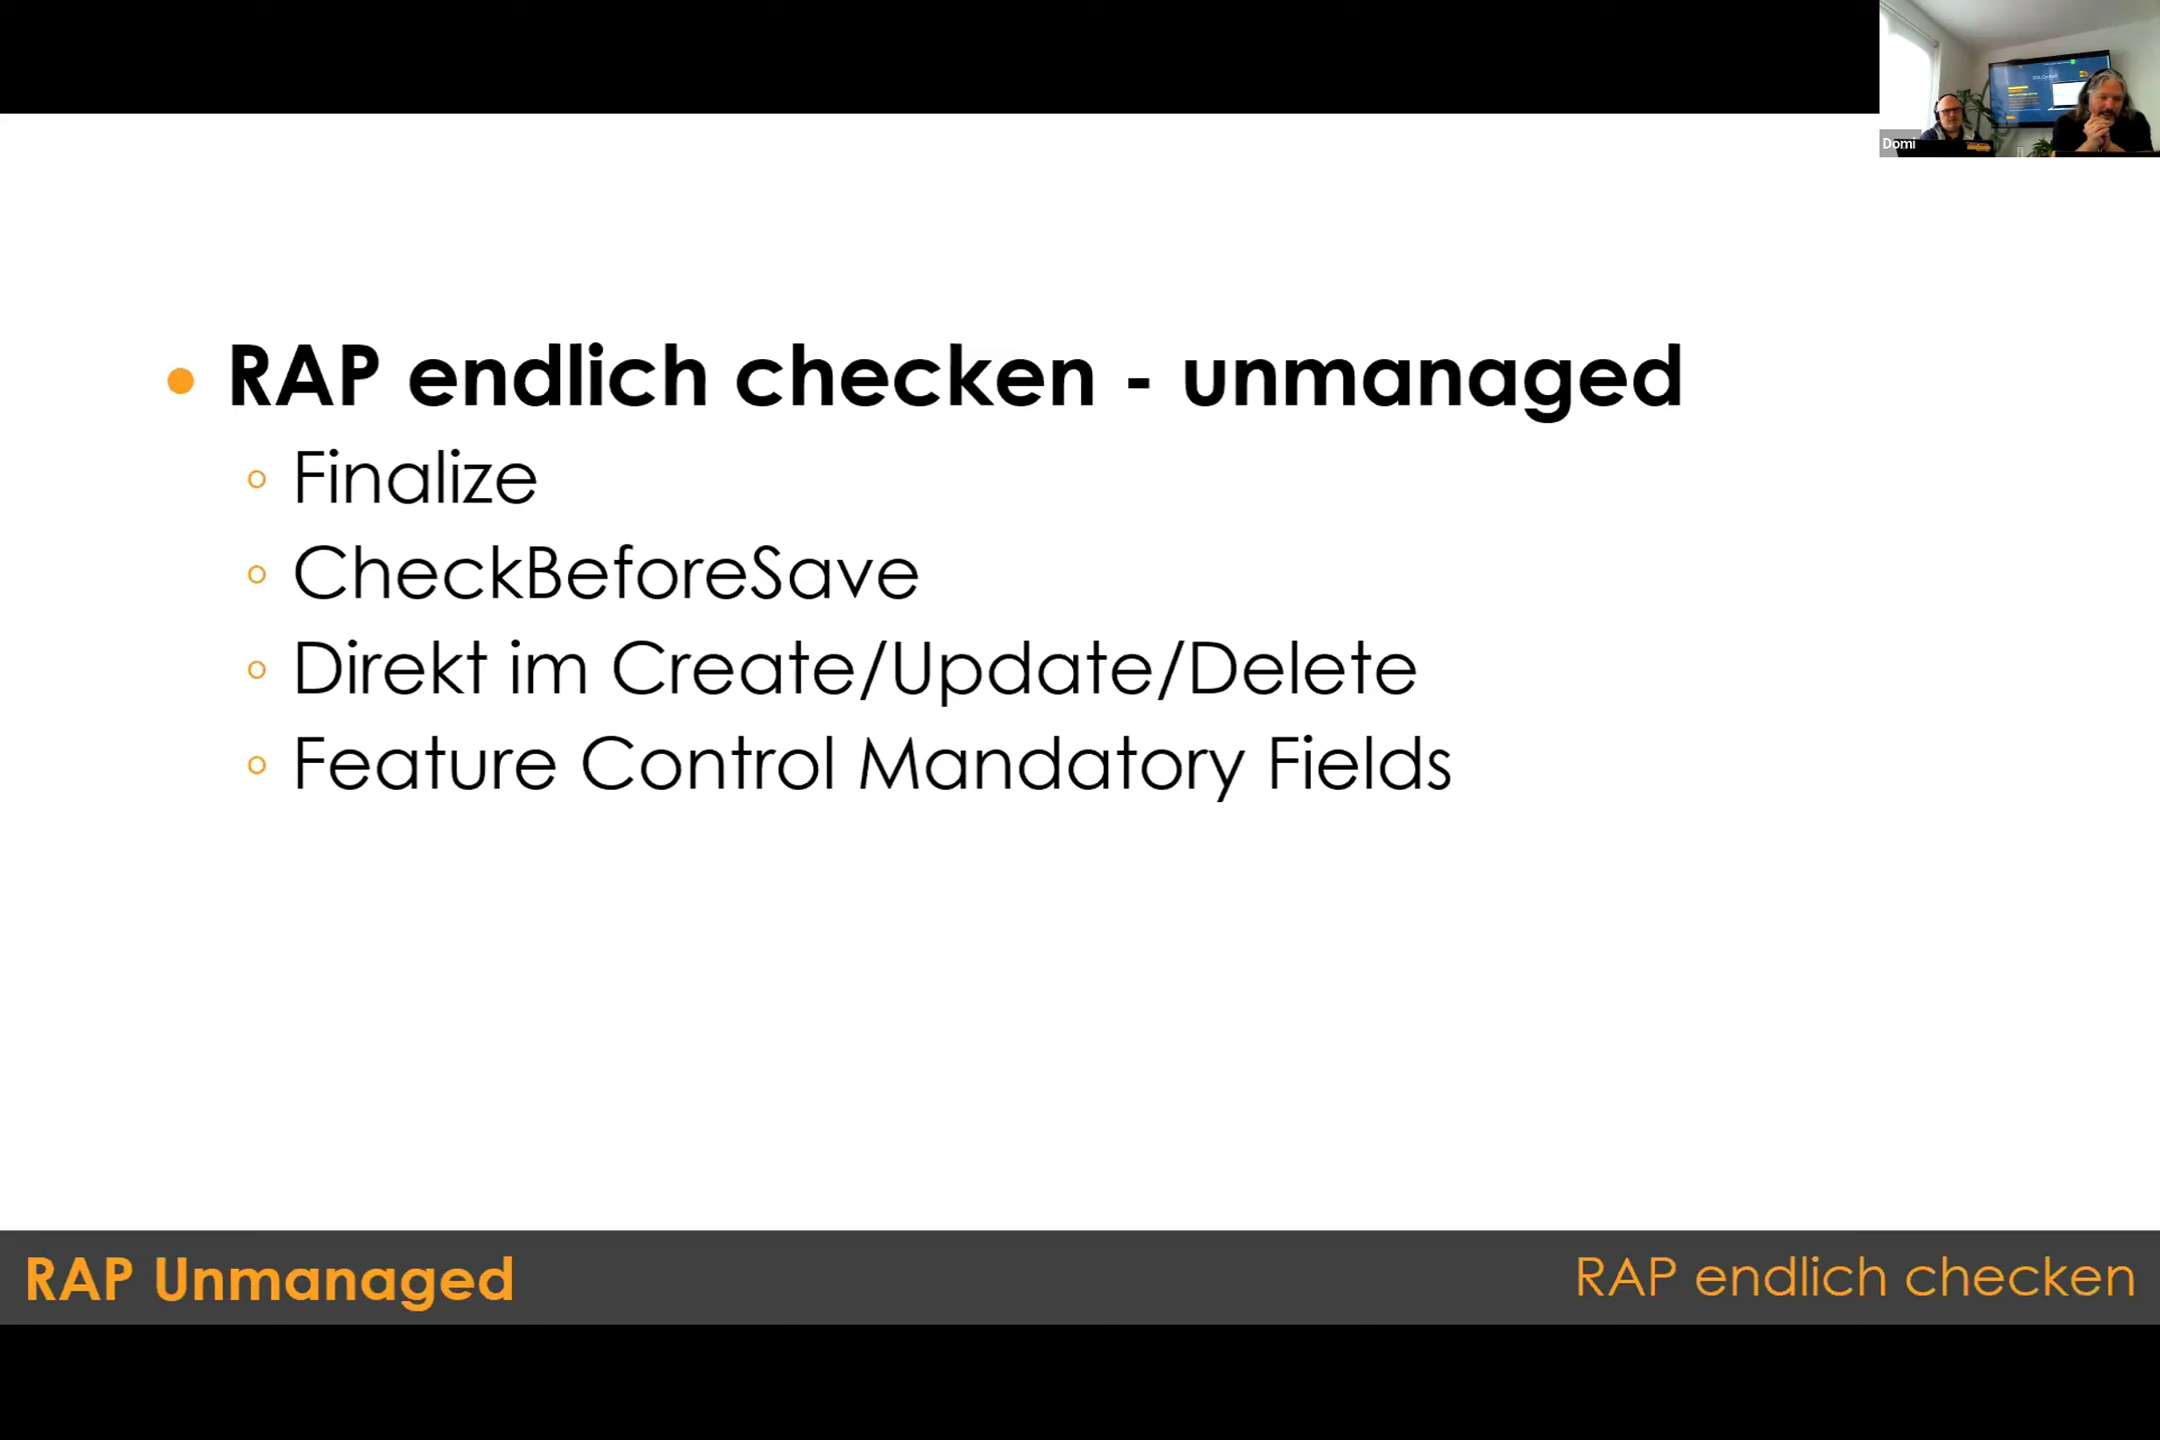 Domi
RAP endlich checken - unmanaged
Finalize
CheckBeforeSave
Direkt im Create/Update/Delete
Feature Control Mandatory Fields
RAP Unmanaged
RAP endlich checken